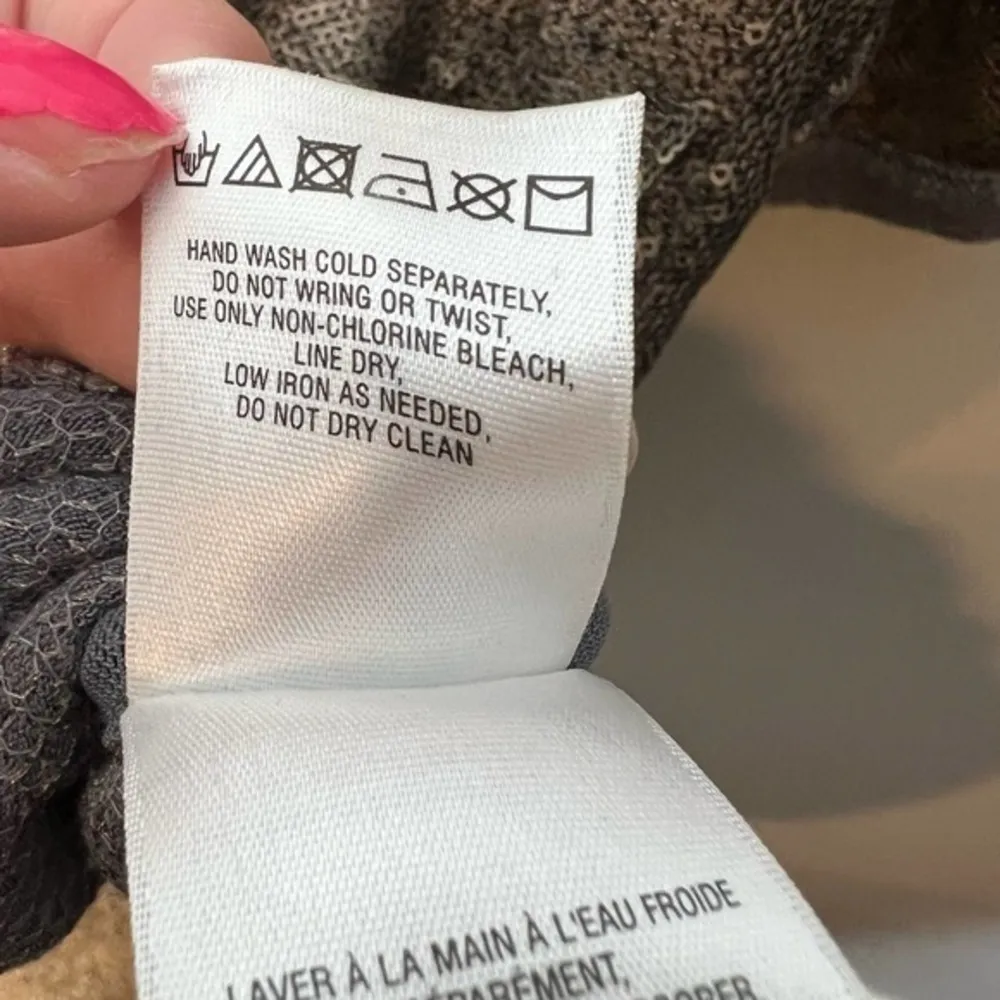 HAND WASH COLD SEPARATELY,
DO NOT WRING OR TWIST,
USE ONLY NON-CHLORINE BLEACH,
LINE DRY,
LOW IRON AS NEEDED,
DO NOT DRY CLEAN
LAVER À LA MAIN À L'EAU FROIDE